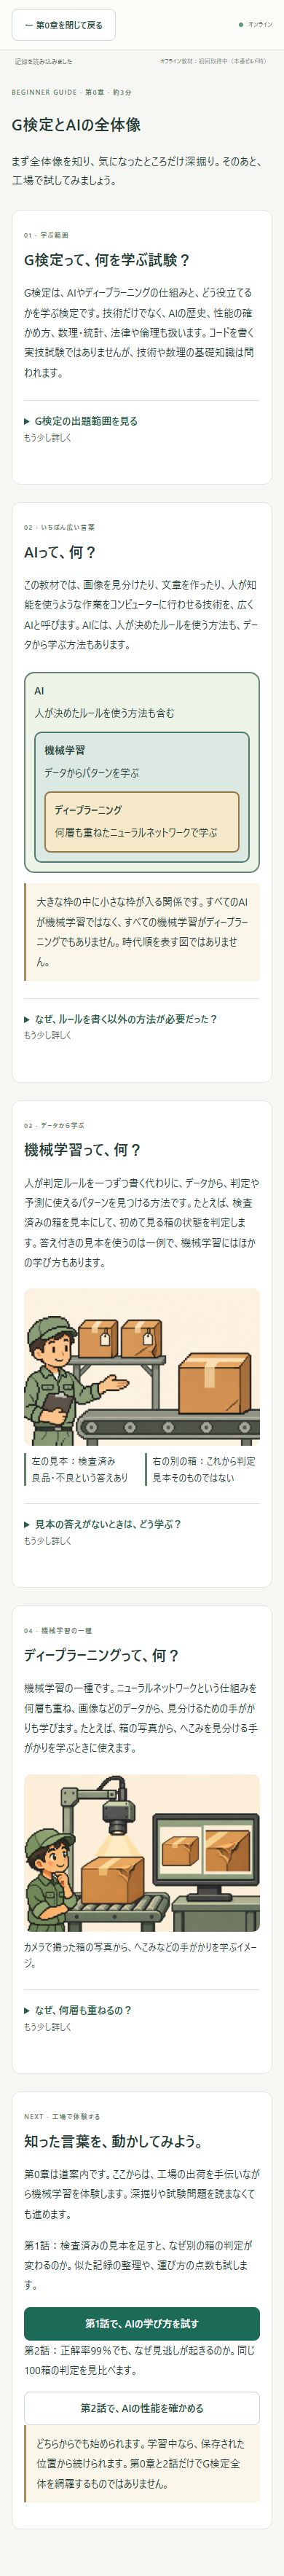 ← 第0章を閉じて戻る
オンライン
記録を読み込みました
オフライン教材：初回取得中（本番ビルド時）
BEGINNER GUIDE · 第0章 · 約3分
G検定とAIの全体像
まず全体像を知り、気になったところだけ深掘り。そのあと、
工場で試してみましょう。
01 · 学ぶ範囲
G検定って、何を学ぶ試験？
G検定は、AIやディープラーニングの仕組みと、どう役立てる
かを学ぶ検定です。技術だけでなく、AIの歴史、性能の確
かめ方、数理・統計、法律や倫理も扱います。コードを書く
実技試験ではありませんが、技術や数理の基礎知識は問
われます。
▶ G検定の出題範囲を見る
もう少し詳しく
02 · いちばん広い言葉
AIって、何？
この教材では、画像を見分けたり、文章を作ったり、人が知
能を使うような作業をコンピューターに行わせる技術を、広く
AIと呼びます。AIには、人が決めたルールを使う方法も、デー
タから学ぶ方法もあります。
AI
人が決めたルールを使う方法も含む
機械学習
データからパターンを学ぶ
ディープラーニング
何層も重ねたニューラルネットワークで学ぶ
大きな枠の中に小さな枠が入る関係です。すべてのAI
が機械学習ではなく、すべての機械学習がディープラー
ニングでもありません。時代順を表す図ではありませ
ん。
▶ なぜ、ルールを書く以外の方法が必要だった？
もう少し詳しく
03 · データから学ぶ
機械学習って、何？
人が判定ルールを一つずつ書く代わりに、データから、判定や
予測に使えるパターンを見つける方法です。たとえば、検査
済みの箱を見本にして、初めて見る箱の状態を判定しま
す。答え付きの見本を使うのは一例で、機械学習にはほか
の学び方もあります。
左の見本：検査済み
良品・不良という答えあり
右の別の箱：これから判定
見本そのものではない
▶ 見本の答えがないときは、どう学ぶ？
もう少し詳しく
04 · 機械学習の一種
ディープラーニングって、何？
機械学習の一種です。ニューラルネットワークという仕組みを
何層も重ね、画像などのデータから、見分けるための手がか
りも学びます。たとえば、箱の写真から、へこみを見分ける手
がかりを学ぶときに使えます。
カメラで撮った箱の写真から、へこみなどの手がかりを学ぶイメー
ジ。
▶ なぜ、何層も重ねるの？
もう少し詳しく
NEXT · 工場で体験する
知った言葉を、動かしてみよう。
第0章は道案内です。ここからは、工場の出荷を手伝いなが
ら機械学習を体験します。深掘りや試験問題を読まなくて
も進めます。
第1話：検査済みの見本を足すと、なぜ別の箱の判定が
変わるのか。似た記録の整理や、運び方の点数も試しま
す。
第1話で、AIの学び方を試す
第2話：正解率99％でも、なぜ見逃しが起きるのか。同じ
100箱の判定を見比べます。
第2話で、AIの性能を確かめる
どちらからでも始められます。学習中なら、保存された
位置から続けられます。第0章と2話だけでG検定全
体を網羅するものではありません。